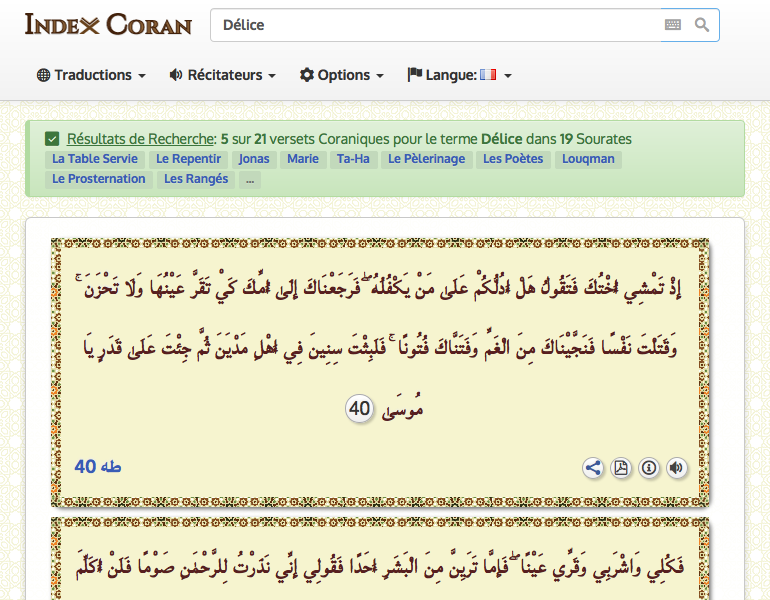 Index Coran
Délice
Traductions Récitateurs Options Langue:
Résultats de Recherche: 5 sur 21 versets Coraniques pour le terme Délice dans 19 Sourates
La Table Servie Le Repentir Jonas Marie Ta-Ha Le Pèlerinage Les Poètes Louqman
Le Prosternation Les Rangés ...
إِذْ تَمْشِي أُخْتُكَ فَتَقُولُ هَلْ أَدُلُّكُمْ عَلَىٰ مَنْ يَكْفُلُهُ ۖ فَرَجَعْنَاكَ إِلَىٰ أُمِّكَ كَيْ تَقَرَّ عَيْنُهَا وَلَا تَحْزَنَ ۚ
وَقَتَلْتَ نَفْسًا فَنَجَّيْنَاكَ مِنَ الْغَمِّ وَفَتَنَّاكَ فُتُونًا ۚ فَلَبِثْتَ سِنِينَ فِي أَهْلِ مَدْيَنَ ثُمَّ جِئْتَ عَلَىٰ قَدَرٍ يَا
مُوسَىٰ 40
طه 40
فَكُلِي وَاشْرَبِي وَقَرِّي عَيْنًا ۖ فَإِمَّا تَرَيِنَّ مِنَ الْبَشَرِ أَحَدًا فَقُولِي إِنِّي نَذَرْتُ لِلرَّحْمَٰنِ صَوْمًا فَلَنْ أُكَلِّمَ